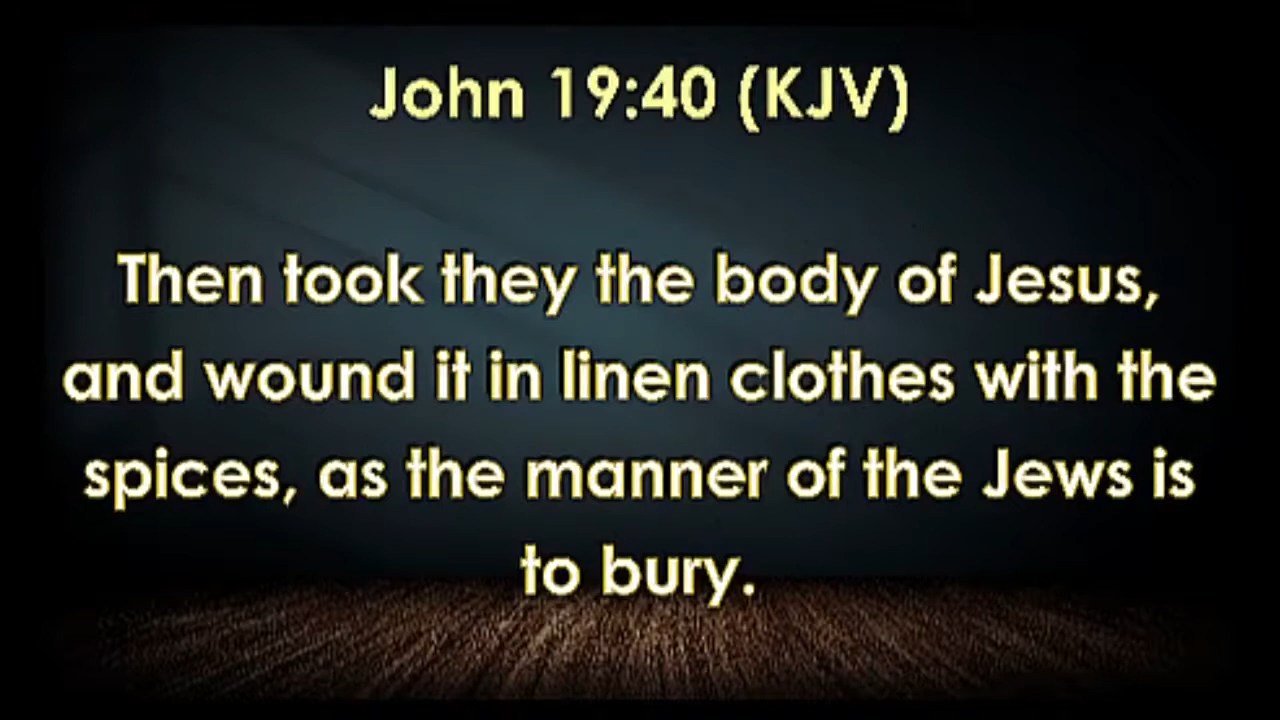 John 19:40 (KJV)
Then took they the body of Jesus,
and wound it in linen clothes with the
spices, as the manner of the Jews is
to bury.